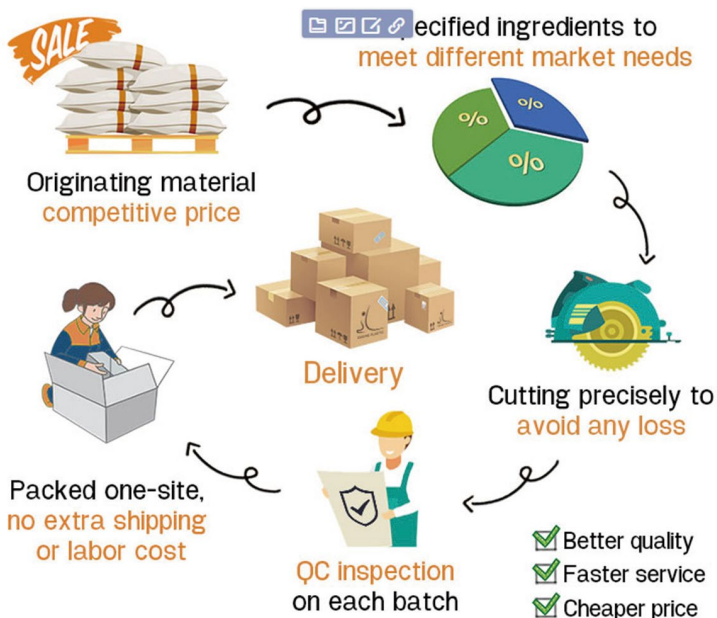 SALE
ecified ingredients to
meet different market needs
% % %
Originating material
competitive price
Delivery
Cutting precisely to
avoid any loss
Packed one-site,
no extra shipping
or labor cost
QC inspection
on each batch
Better quality
Faster service
Cheaper price